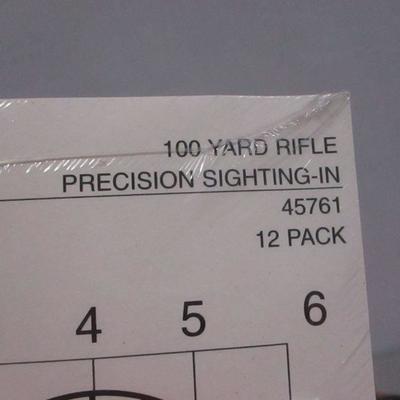 100 YARD RIFLE
PRECISION SIGHTING-IN
45761
12 PACK
4 5 6